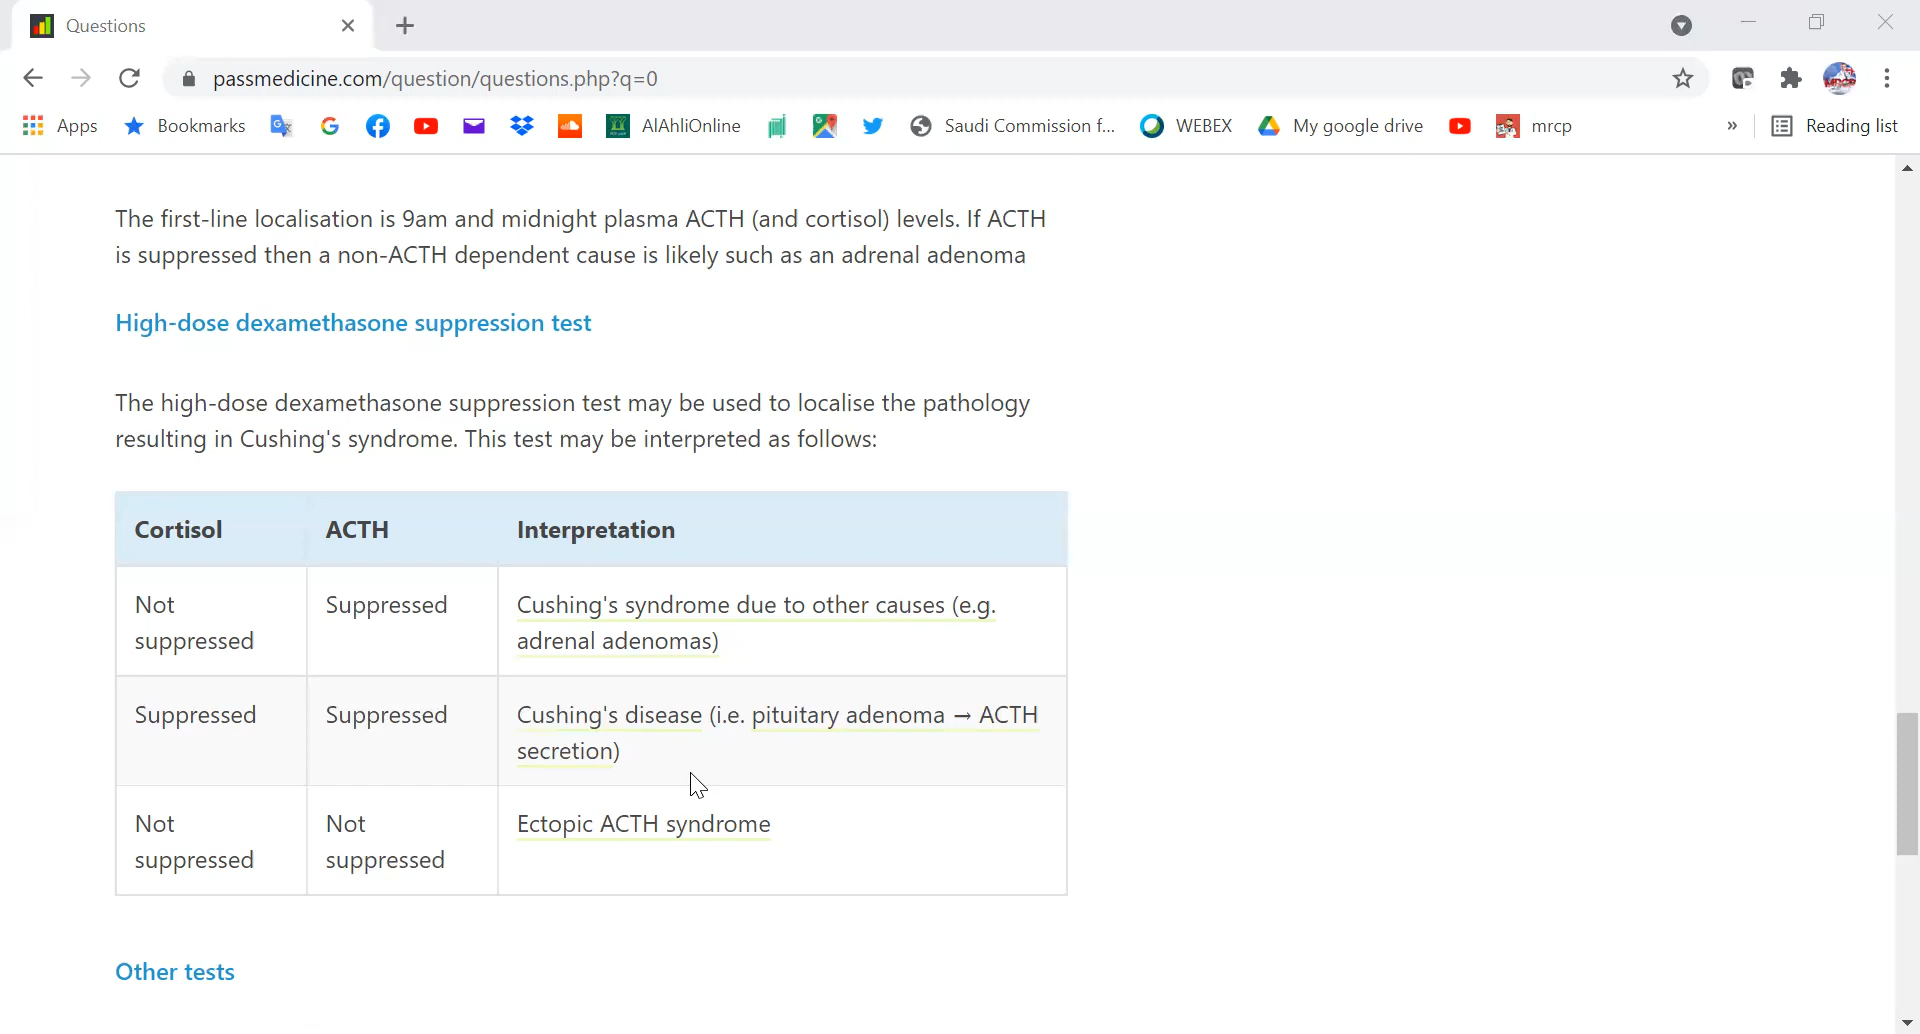 Questions
passmedicine.com/question/questions.php?q=0
Apps Bookmarks AlAhliOnline Saudi Commission f... WEBEX My google drive mrcp » Reading list
The first-line localisation is 9am and midnight plasma ACTH (and cortisol) levels. If ACTH
is suppressed then a non-ACTH dependent cause is likely such as an adrenal adenoma
High-dose dexamethasone suppression test
The high-dose dexamethasone suppression test may be used to localise the pathology
resulting in Cushing's syndrome. This test may be interpreted as follows:
Cortisol ACTH Interpretation
Not Suppressed Cushing's syndrome due to other causes (e.g.
suppressed adrenal adenomas)
Suppressed Suppressed Cushing's disease (i.e. pituitary adenoma → ACTH
secretion)
Not Not Ectopic ACTH syndrome
suppressed suppressed
Other tests